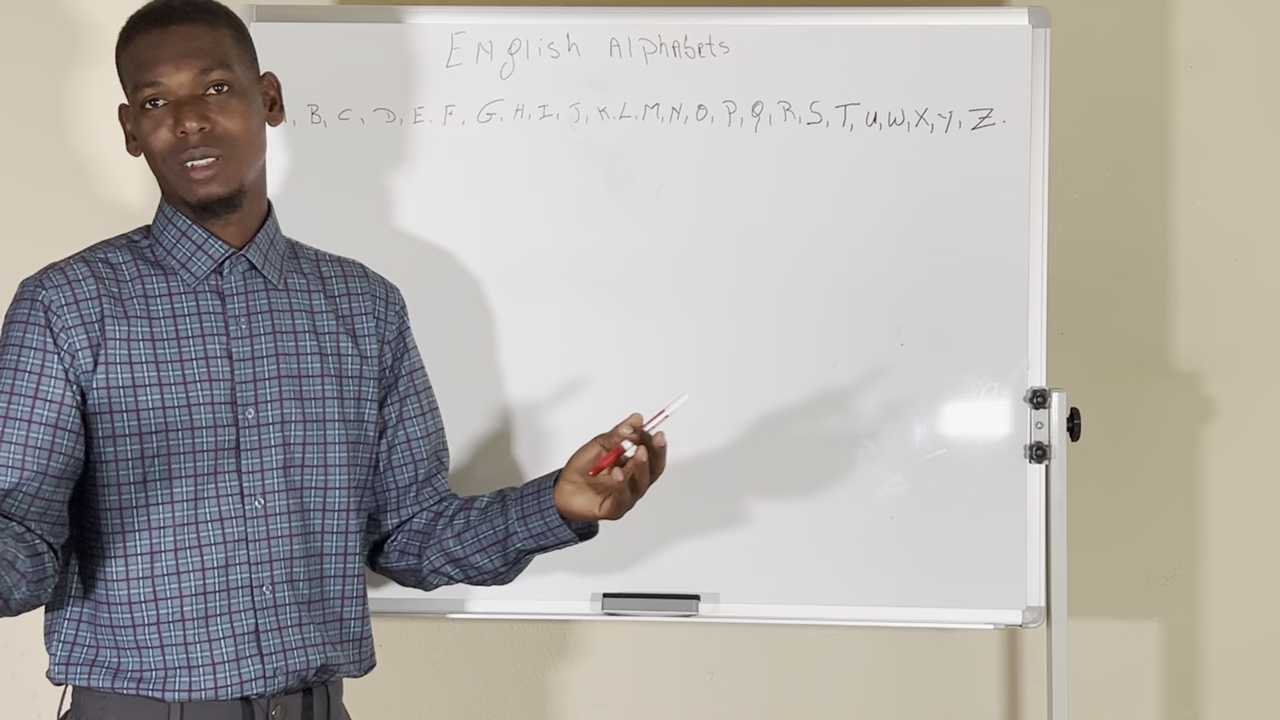 English Alphabets
, B, C, D, E. F, G, H, I, J, K. L, M, N, O, P, Q, R, S, T, U, W, X, Y, Z.